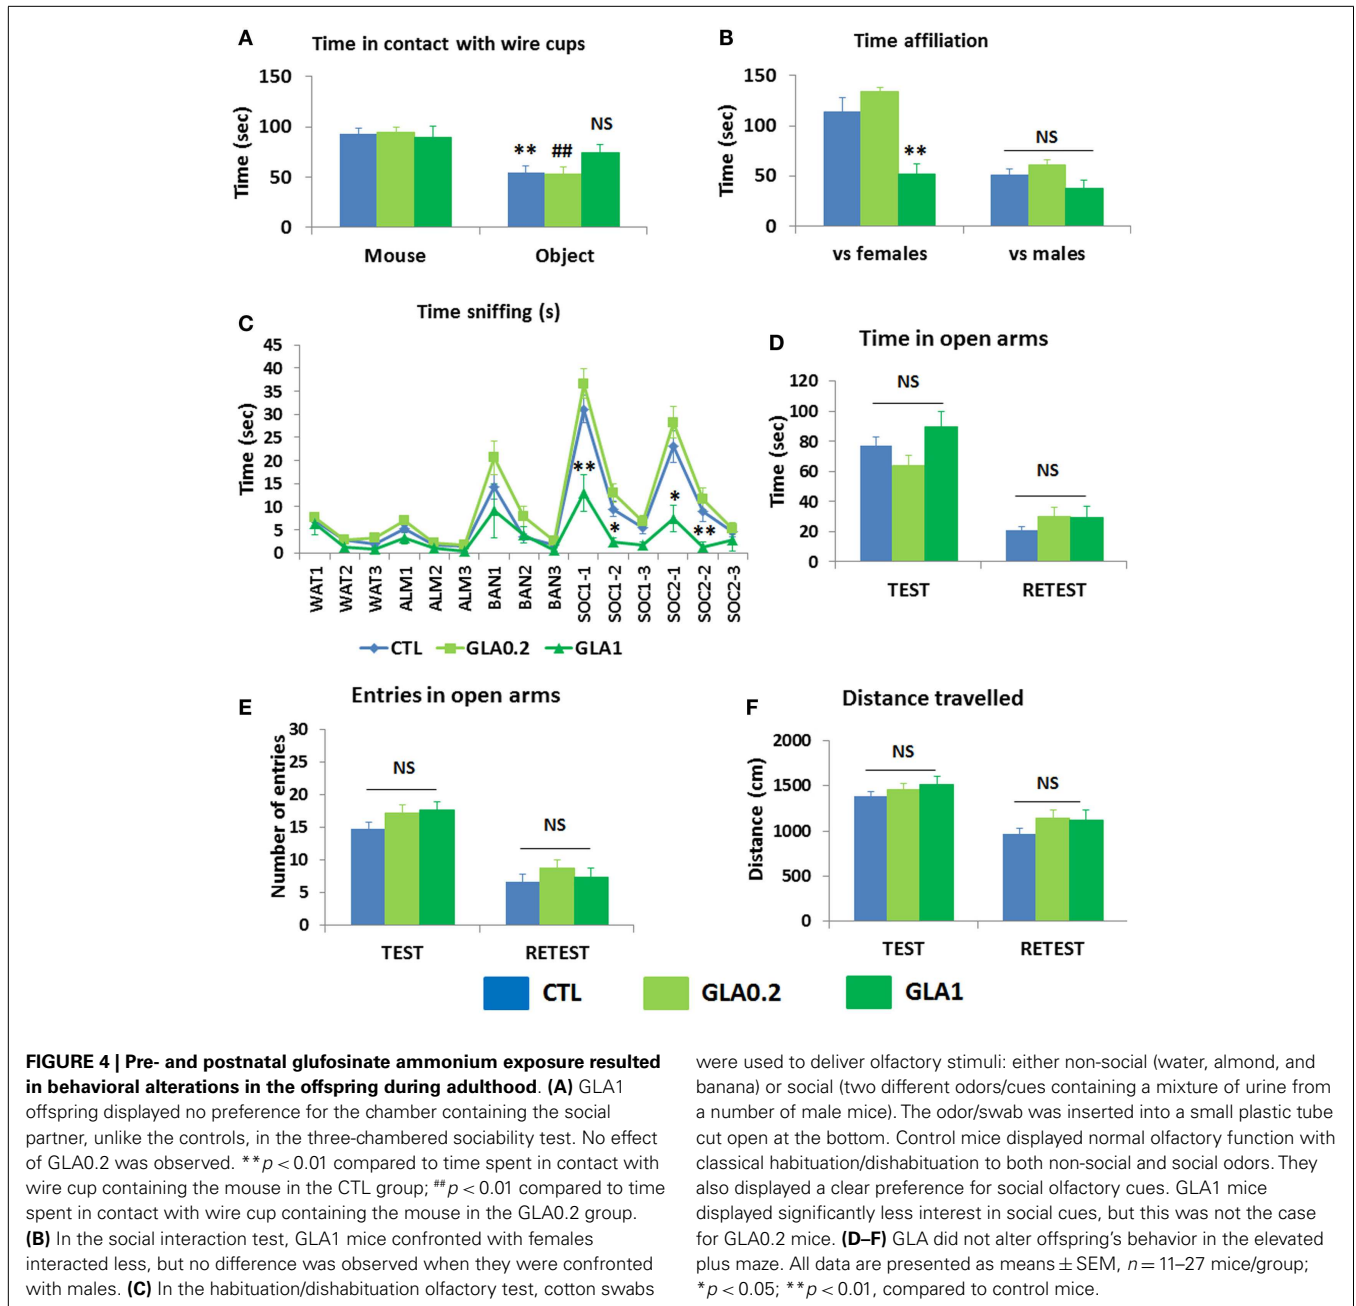 A
Time in contact with wire cups
Time (sec)
150
100
50
0
**
##
NS
Mouse
Object
B
Time affiliation
Time (sec)
150
100
50
0
**
NS
vs females
vs males
C
Time sniffing (s)
Time (sec)
45
40
35
30
25
20
15
10
5
0
**
*
*
**
WAT1
WAT2
WAT3
ALM1
ALM2
ALM3
BAN1
BAN2
BAN3
SOC1-1
SOC1-2
SOC1-3
SOC2-1
SOC2-2
SOC2-3
CTL
GLA0.2
GLA1
D
Time in open arms
Time (sec)
120
100
80
60
40
20
0
NS
NS
TEST
RETEST
E
Entries in open arms
Number of entries
30
25
20
15
10
5
0
NS
NS
TEST
RETEST
F
Distance travelled
Distance (cm)
2000
1500
1000
500
0
NS
NS
TEST
RETEST
CTL
GLA0.2
GLA1
FIGURE 4 | Pre- and postnatal glufosinate ammonium exposure resulted
in behavioral alterations in the offspring during adulthood. (A) GLA1
offspring displayed no preference for the chamber containing the social
partner, unlike the controls, in the three-chambered sociability test. No effect
of GLA0.2 was observed. **p < 0.01 compared to time spent in contact with
wire cup containing the mouse in the CTL group; ##p < 0.01 compared to time
spent in contact with wire cup containing the mouse in the GLA0.2 group.
(B) In the social interaction test, GLA1 mice confronted with females
interacted less, but no difference was observed when they were confronted
with males. (C) In the habituation/dishabituation olfactory test, cotton swabs
were used to deliver olfactory stimuli: either non-social (water, almond, and
banana) or social (two different odors/cues containing a mixture of urine from
a number of male mice). The odor/swab was inserted into a small plastic tube
cut open at the bottom. Control mice displayed normal olfactory function with
classical habituation/dishabituation to both non-social and social odors. They
also displayed a clear preference for social olfactory cues. GLA1 mice
displayed significantly less interest in social cues, but this was not the case
for GLA0.2 mice. (D–F) GLA did not alter offspring's behavior in the elevated
plus maze. All data are presented as means ± SEM, n = 11–27 mice/group;
*p < 0.05; **p < 0.01, compared to control mice.